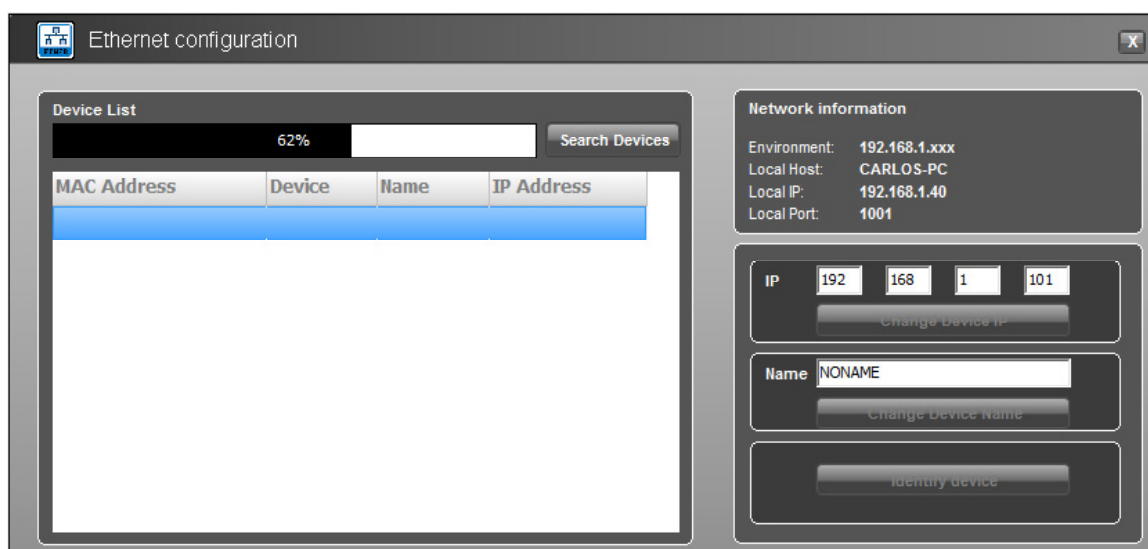 Ethernet configuration
X
Device List
62%
Search Devices
MAC Address Device Name IP Address
Network information
Environment: 192.168.1.xxx
Local Host: CARLOS-PC
Local IP: 192.168.1.40
Local Port: 1001
IP 192 168 1 101
Change Device IP
Name NONAME
Change Device Name
Identify device